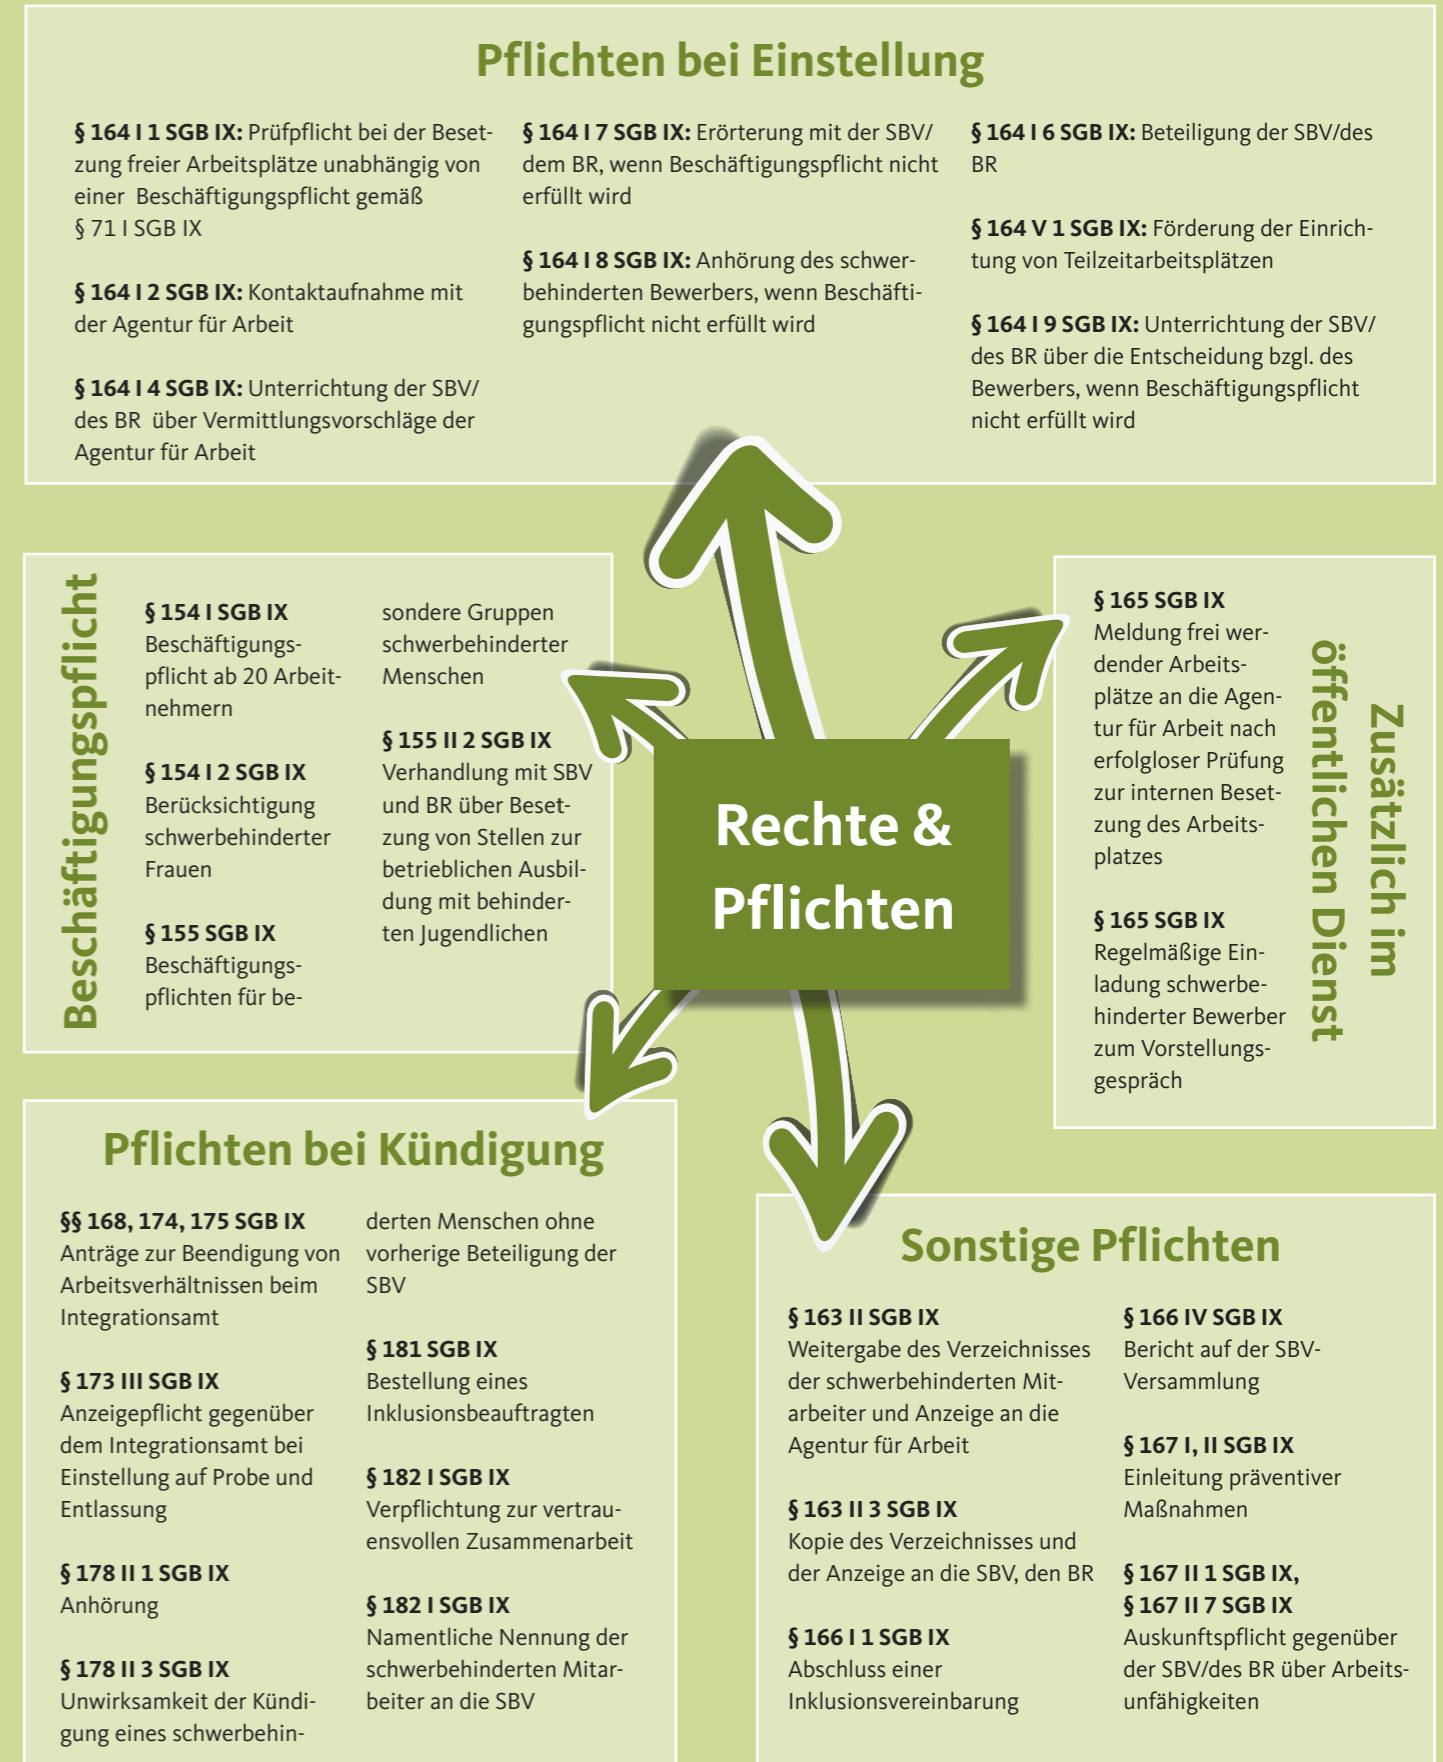 Pflichten bei Einstellung
§ 164 I 1 SGB IX: Prüfpflicht bei der Beset-
zung freier Arbeitsplätze unabhängig von
einer Beschäftigungspflicht gemäß
§ 71 I SGB IX
§ 164 I 2 SGB IX: Kontaktaufnahme mit
der Agentur für Arbeit
§ 164 I 4 SGB IX: Unterrichtung der SBV/
des BR über Vermittlungsvorschläge der
Agentur für Arbeit
§ 164 I 7 SGB IX: Erörterung mit der SBV/
dem BR, wenn Beschäftigungspflicht nicht
erfüllt wird
§ 164 I 8 SGB IX: Anhörung des schwer-
behinderten Bewerbers, wenn Beschäfti-
gungspflicht nicht erfüllt wird
§ 164 I 6 SGB IX: Beteiligung der SBV/des
BR
§ 164 V 1 SGB IX: Förderung der Einrich-
tung von Teilzeitarbeitsplätzen
§ 164 I 9 SGB IX: Unterrichtung der SBV/
des BR über die Entscheidung bzgl. des
Bewerbers, wenn Beschäftigungspflicht
nicht erfüllt wird
Beschäftigungspflicht
§ 154 I SGB IX
Beschäftigungs-
pflicht ab 20 Arbeit-
nehmern
§ 154 I 2 SGB IX
Berücksichtigung
schwerbehinderter
Frauen
§ 155 SGB IX
Beschäftigungs-
pflichten für be-
sondere Gruppen
schwerbehinderter
Menschen
§ 155 II 2 SGB IX
Verhandlung mit SBV
und BR über Beset-
zung von Stellen zur
betrieblichen Ausbil-
dung mit behinder-
ten Jugendlichen
Rechte &
Pflichten
§ 165 SGB IX
Meldung frei wer-
dender Arbeits-
plätze an die Agen-
tur für Arbeit nach
erfolgloser Prüfung
zur internen Beset-
zung des Arbeits-
platzes
§ 165 SGB IX
Regelmäßige Ein-
ladung schwerbe-
hinderter Bewerber
zum Vorstellungs-
gespräch
Zusätzlich im
öffentlichen Dienst
Pflichten bei Kündigung
§§ 168, 174, 175 SGB IX
Anträge zur Beendigung von
Arbeitsverhältnissen beim
Integrationsamt
§ 173 III SGB IX
Anzeigepflicht gegenüber
dem Integrationsamt bei
Einstellung auf Probe und
Entlassung
§ 178 II 1 SGB IX
Anhörung
§ 178 II 3 SGB IX
Unwirksamkeit der Kündi-
gung eines schwerbehin-
derten Menschen ohne
vorherige Beteiligung der
SBV
§ 181 SGB IX
Bestellung eines
Inklusionsbeauftragten
§ 182 I SGB IX
Verpflichtung zur vertrau-
ensvollen Zusammenarbeit
§ 182 I SGB IX
Namentliche Nennung der
schwerbehinderten Mitar-
beiter an die SBV
Sonstige Pflichten
§ 163 II SGB IX
Weitergabe des Verzeichnisses
der schwerbehinderten Mit-
arbeiter und Anzeige an die
Agentur für Arbeit
§ 163 II 3 SGB IX
Kopie des Verzeichnisses und
der Anzeige an die SBV, den BR
§ 166 I 1 SGB IX
Abschluss einer
Inklusionsvereinbarung
§ 166 IV SGB IX
Bericht auf der SBV-
Versammlung
§ 167 I, II SGB IX
Einleitung präventiver
Maßnahmen
§ 167 II 1 SGB IX,
§ 167 II 7 SGB IX
Auskunftspflicht gegenüber
der SBV/des BR über Arbeits-
unfähigkeiten